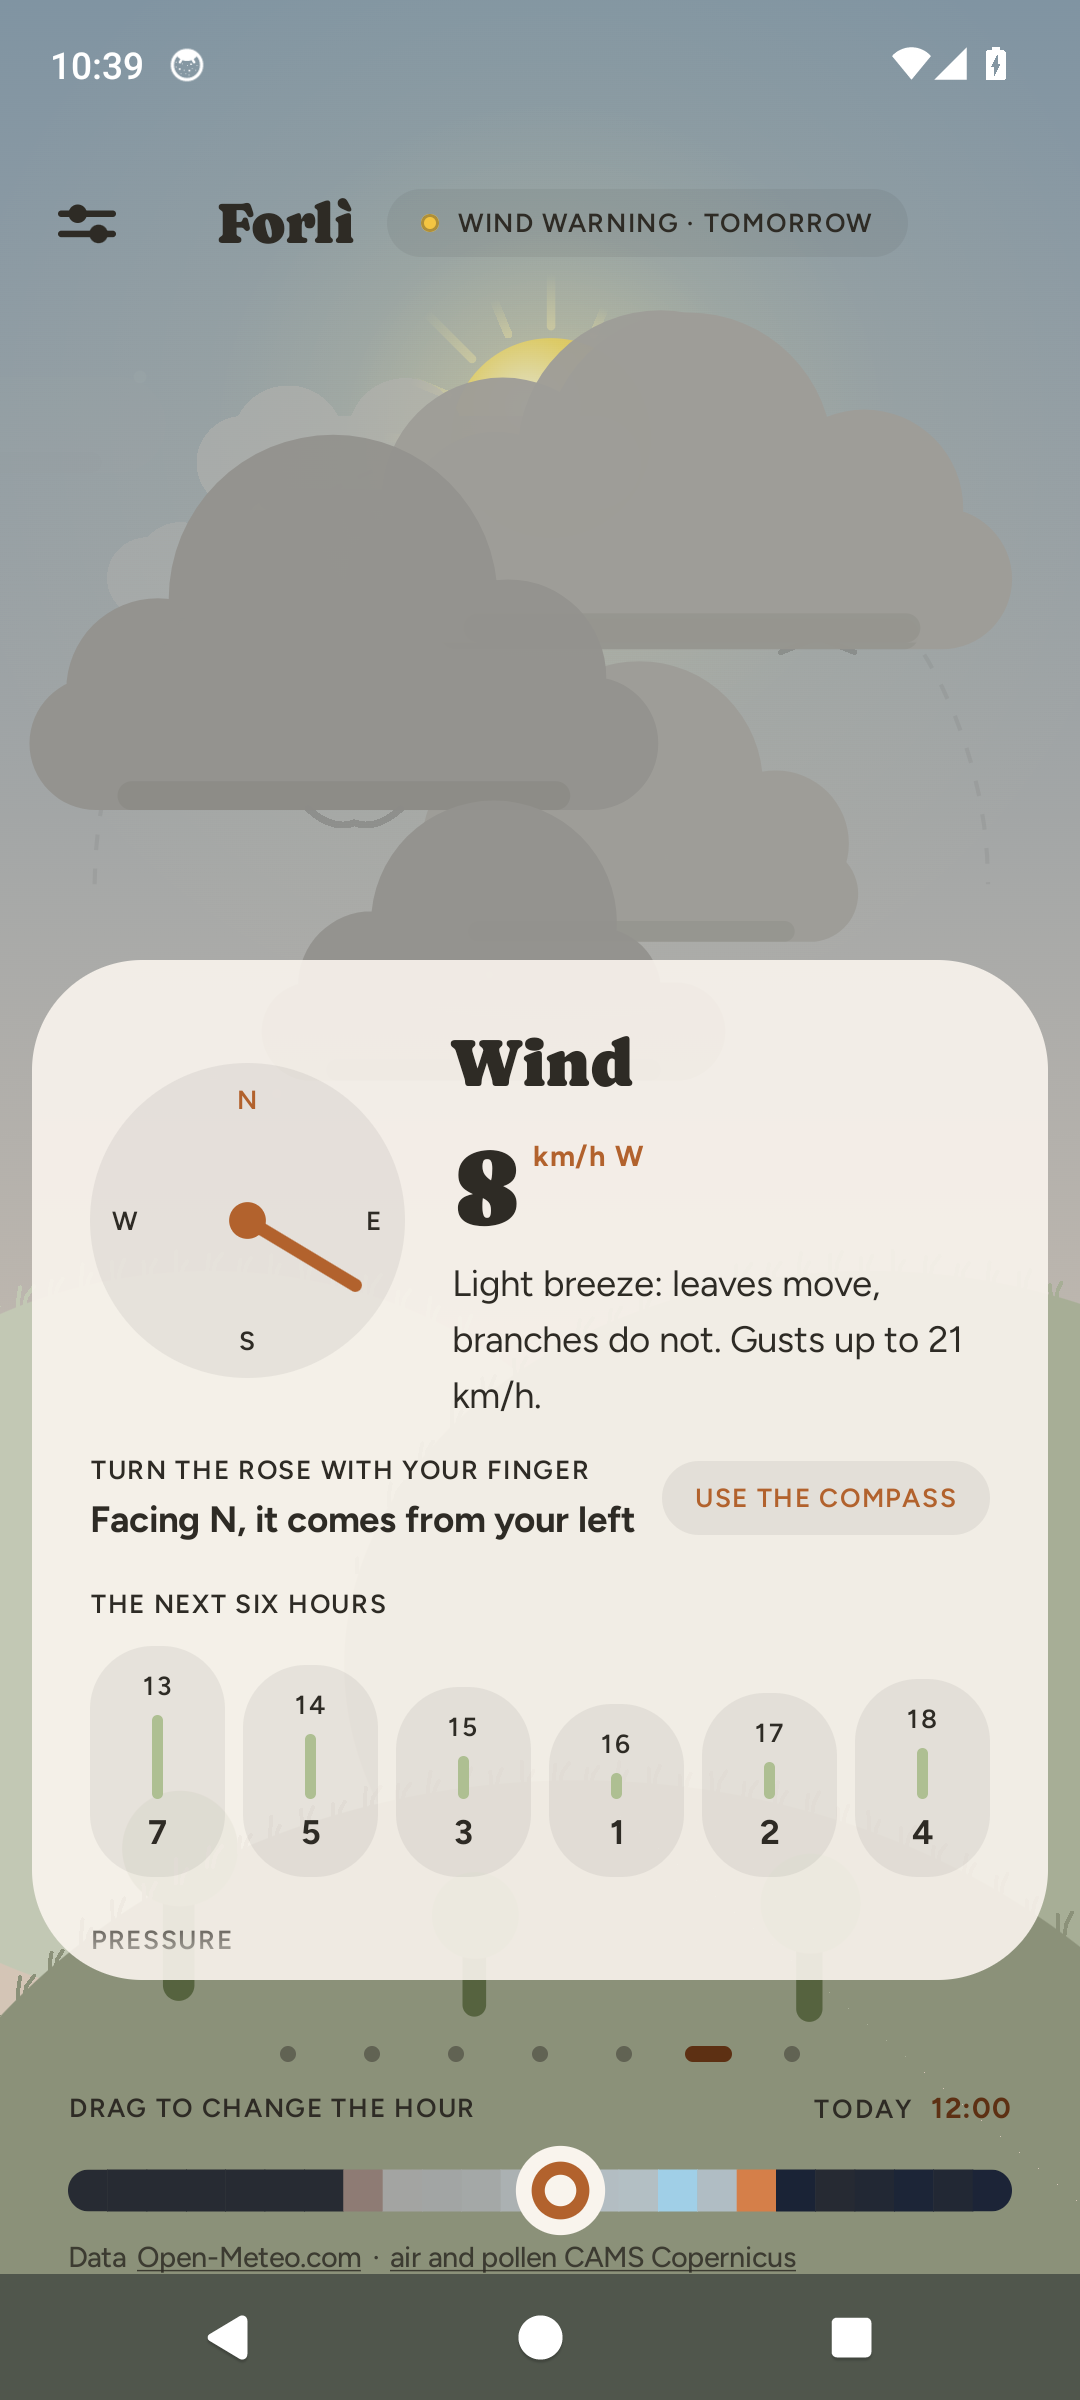 10:39
Forlì
WIND WARNING · TOMORROW
Wind
8 km/h W
N
W
E
S
Light breeze: leaves move,
branches do not. Gusts up to 21
km/h.
TURN THE ROSE WITH YOUR FINGER
Facing N, it comes from your left
USE THE COMPASS
THE NEXT SIX HOURS
13 14 15 16 17 18
7 5 3 1 2 4
PRESSURE
DRAG TO CHANGE THE HOUR
TODAY 12:00
Data Open-Meteo.com · air and pollen CAMS Copernicus